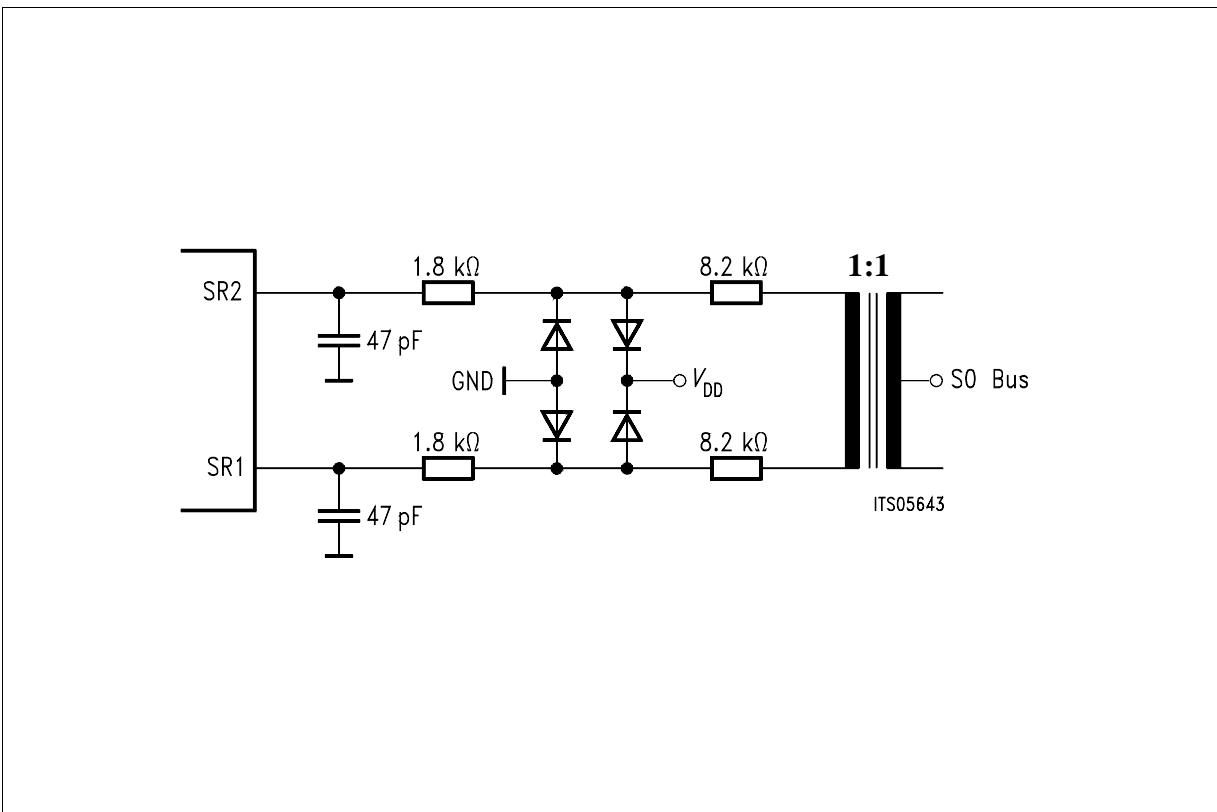 1.8 kΩ
8.2 kΩ
1:1
SR2
47 pF
GND
VDD
S0 Bus
1.8 kΩ
8.2 kΩ
SR1
47 pF
ITS05643